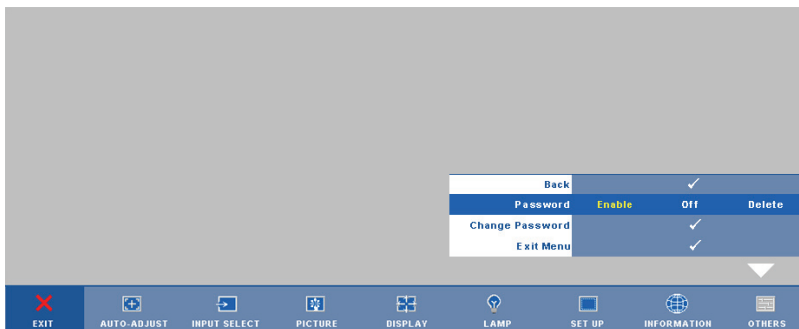 Back
Password Enable Off Delete
Change Password
Exit Menu
EXIT AUTO-ADJUST INPUT SELECT PICTURE DISPLAY LAMP SET UP INFORMATION OTHERS